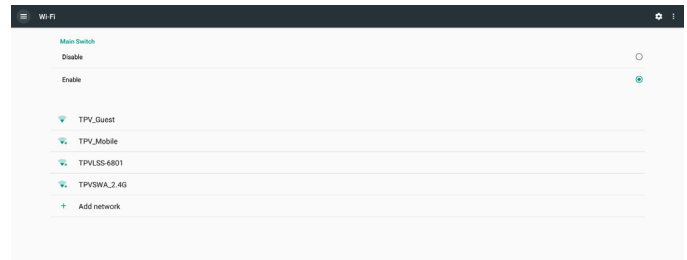 Wi-Fi
Main Switch
Disable
Enable
TPV_Guest
TPV_Mobile
TPVLSS-6801
TPVSWA_2.4G
Add network